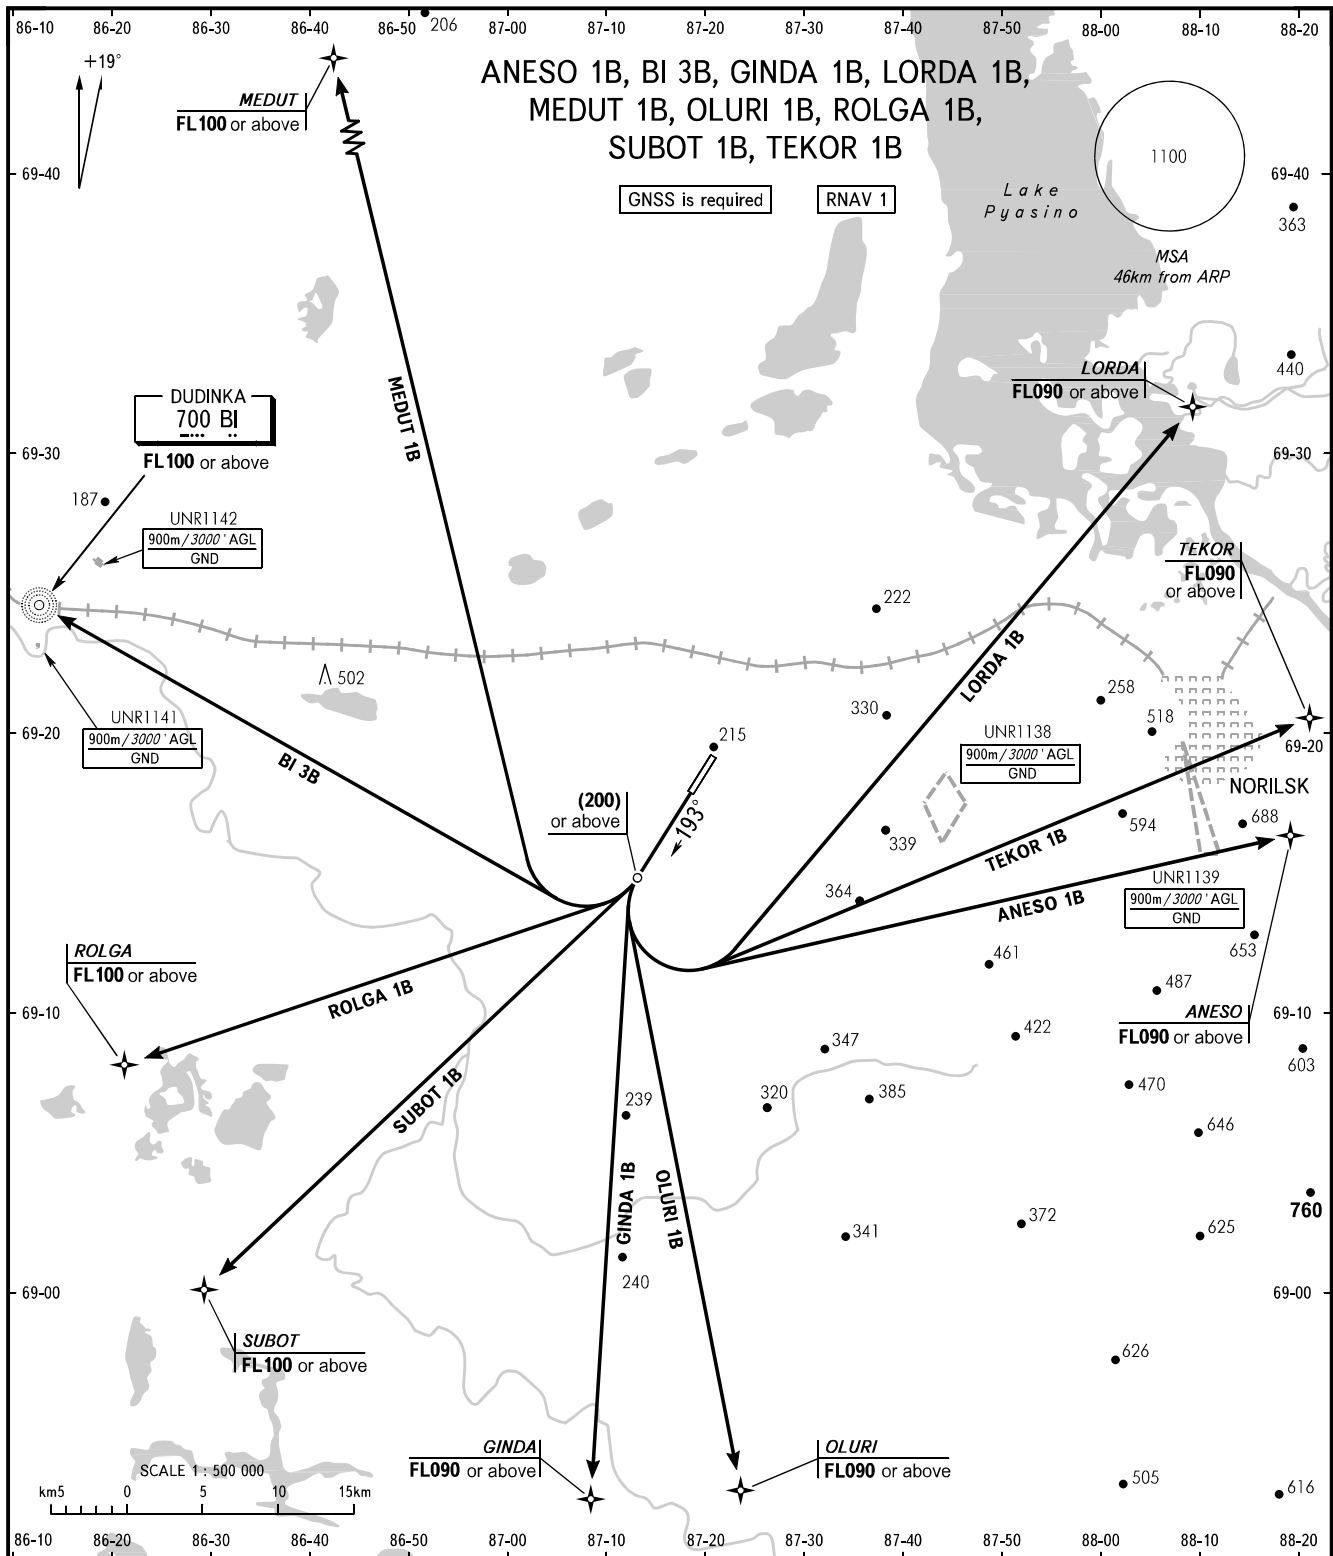 86-10
86-20
86-30
86-40
86-50
206
87-00
87-10
87-20
87-30
87-40
87-50
88-00
88-10
88-20
+19°
ANESO 1B, BI 3B, GINDA 1B, LORDA 1B,
MEDUT 1B, OLURI 1B, ROLGA 1B,
SUBOT 1B, TEKOR 1B
MEDUT
FL100 or above
GNSS is required
RNAV 1
1100
69-40
69-40
Lake
Pyasino
363
MSA
46km from ARP
LORDA
FL090 or above
440
DUDINKA
700 BI
FL100 or above
MEDUT 1B
69-30
69-30
187
UNR1142
900m/3000'AGL
GND
TEKOR
FL090
or above
222
LORDA 1B
502
258
330
518
UNR1141
900m/3000'AGL
GND
69-20
69-20
215
UNR1138
900m/3000'AGL
GND
BI 3B
NORILSK
(200)
or above
193°
339
594
688
TEKOR 1B
364
UNR1139
900m/3000'AGL
GND
ANESO 1B
653
ROLGA
FL100 or above
461
487
ROLGA 1B
69-10
69-10
ANESO
FL090 or above
422
347
603
SUBOT 1B
239
320
385
470
646
GINDA 1B
OLURI 1B
760
341
372
625
240
69-00
69-00
SUBOT
FL100 or above
626
GINDA
FL090 or above
OLURI
FL090 or above
SCALE 1 : 500 000
km5
0
5
10
15km
505
616
86-10
86-20
86-30
86-40
86-50
87-00
87-10
87-20
87-30
87-40
87-50
88-00
88-10
88-20